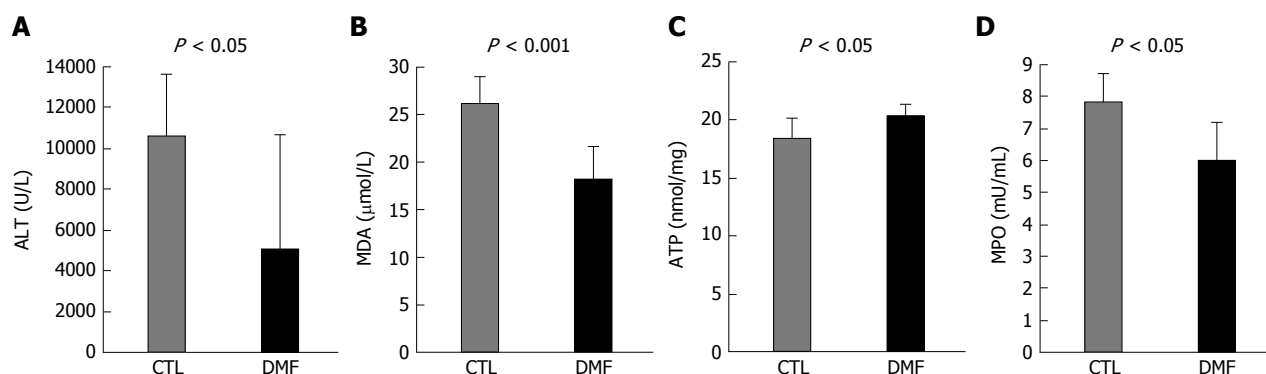 A
P < 0.05
ALT (U/L)
14000
12000
10000
8000
6000
4000
2000
0
CTL DMF
B
P < 0.001
MDA (μmol/L)
30
25
20
15
10
5
0
CTL DMF
C
P < 0.05
ATP (nmol/mg)
25
20
15
10
5
0
CTL DMF
D
P < 0.05
MPO (mU/mL)
9
8
7
6
5
4
3
2
1
0
CTL DMF